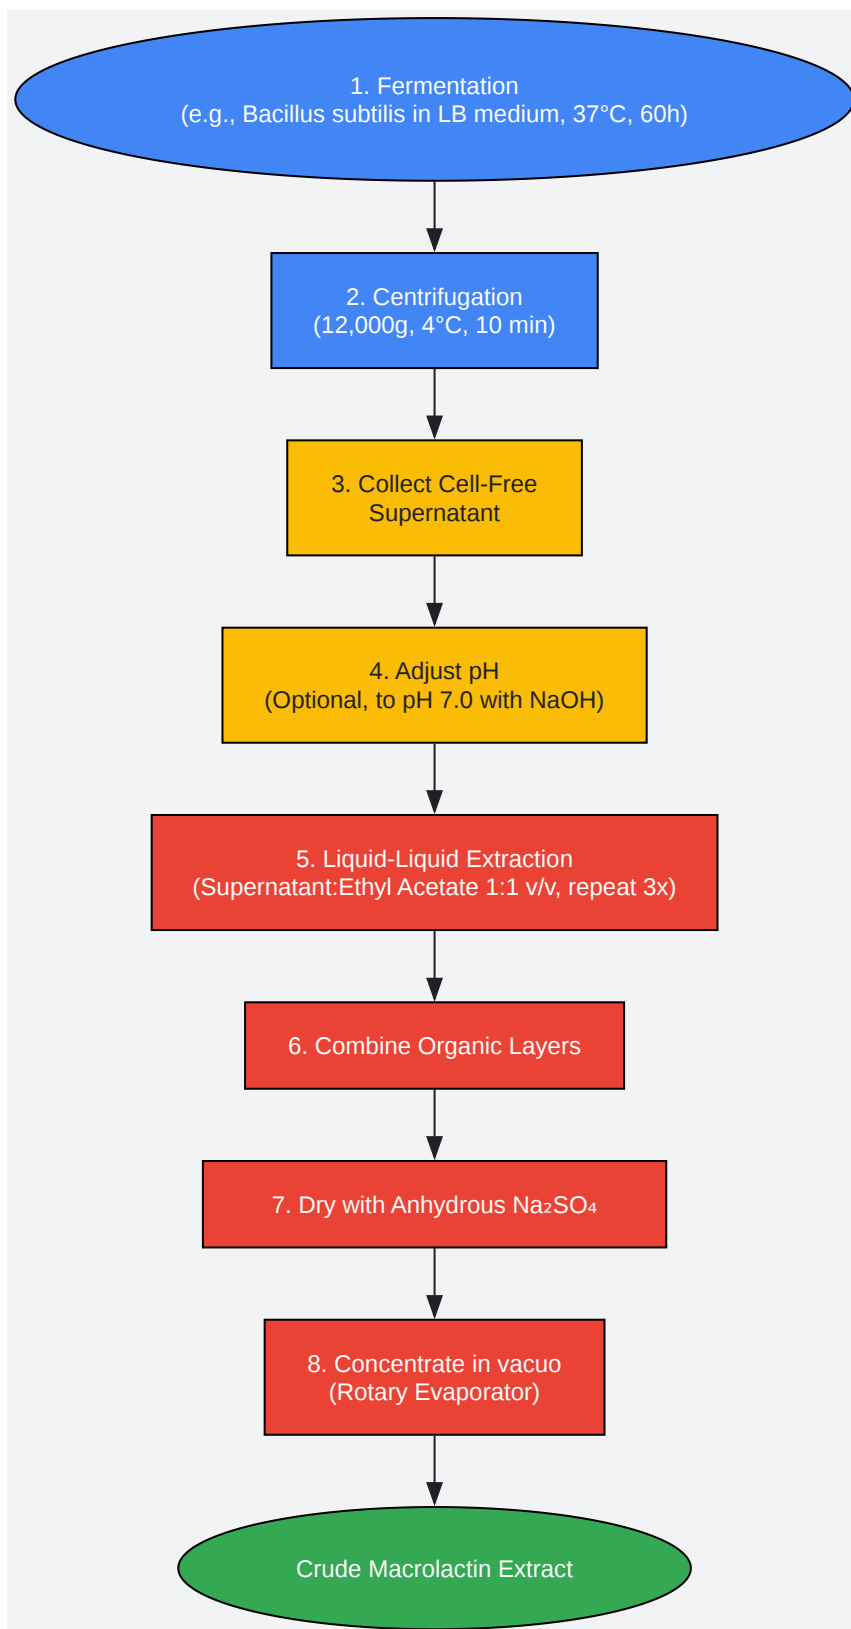 1. Fermentation
(e.g., Bacillus subtilis in LB medium, 37°C, 60h)
2. Centrifugation
(12,000g, 4°C, 10 min)
3. Collect Cell-Free
Supernatant
4. Adjust pH
(Optional, to pH 7.0 with NaOH)
5. Liquid-Liquid Extraction
(Supernatant:Ethyl Acetate 1:1 v/v, repeat 3x)
6. Combine Organic Layers
7. Dry with Anhydrous Na₂SO₄
8. Concentrate in vacuo
(Rotary Evaporator)
Crude Macrolactin Extract